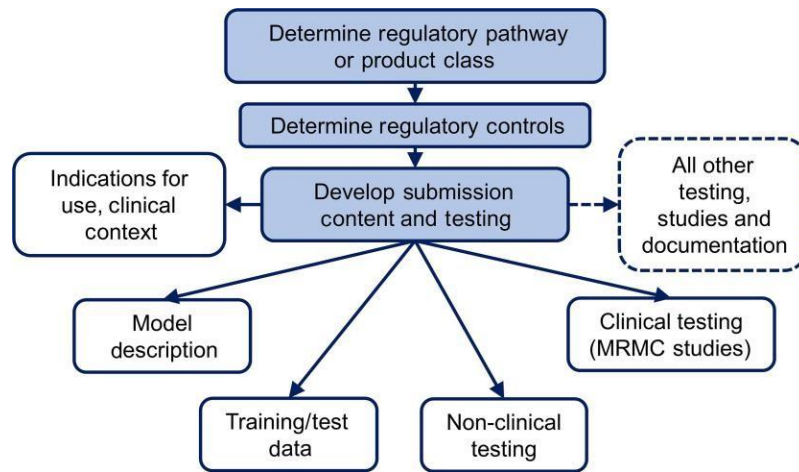 Determine regulatory pathway
or product class
Determine regulatory controls
Indications for
use, clinical
context
Develop submission
content and testing
All other
testing,
studies and
documentation
Model
description
Clinical testing
(MRMC studies)
Training/test
data
Non-clinical
testing